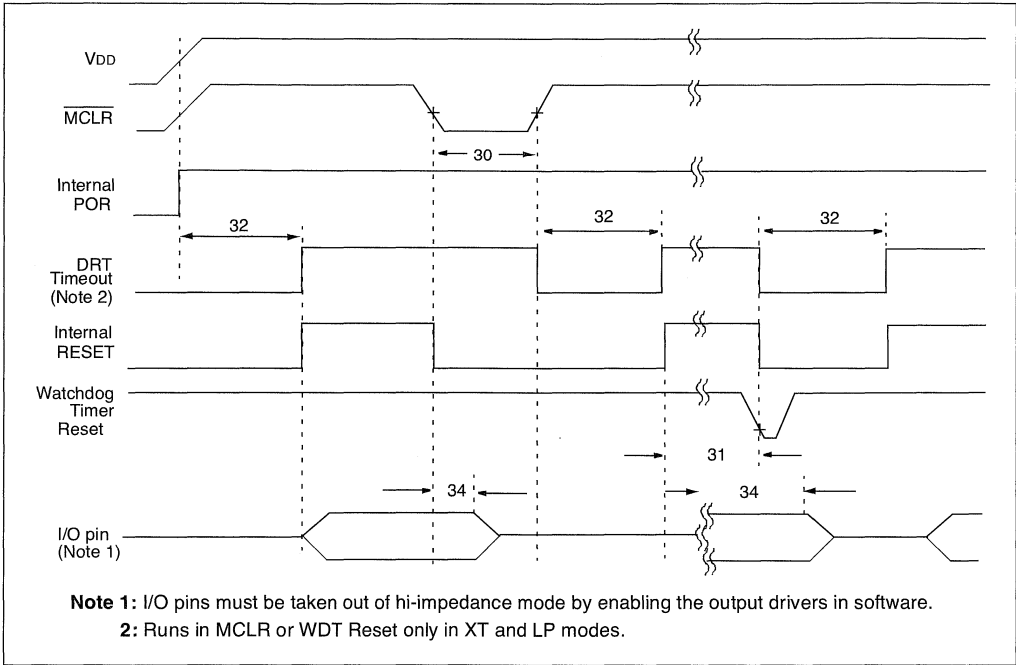 VDD
MCLR
30
Internal
POR
32
32
32
DRT
Timeout
(Note 2)
Internal
RESET
Watchdog
Timer
Reset
31
34
34
I/O pin
(Note 1)
Note 1: I/O pins must be taken out of hi-impedance mode by enabling the output drivers in software.
2: Runs in MCLR or WDT Reset only in XT and LP modes.